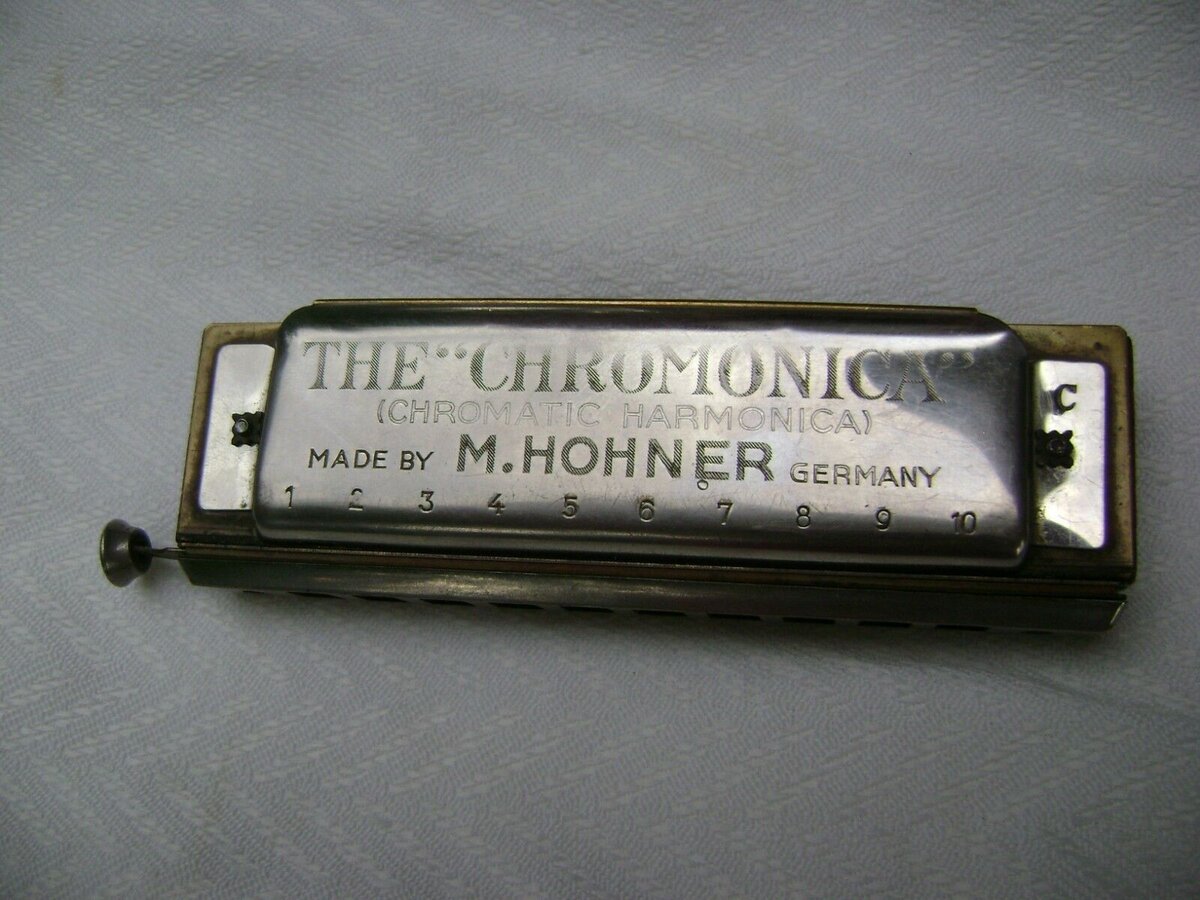 THE “CHROMONICA”
(CHROMATIC HARMONICA)
MADE BY M. HOHNER GERMANY
1 2 3 4 5 6 7 8 9 10
C